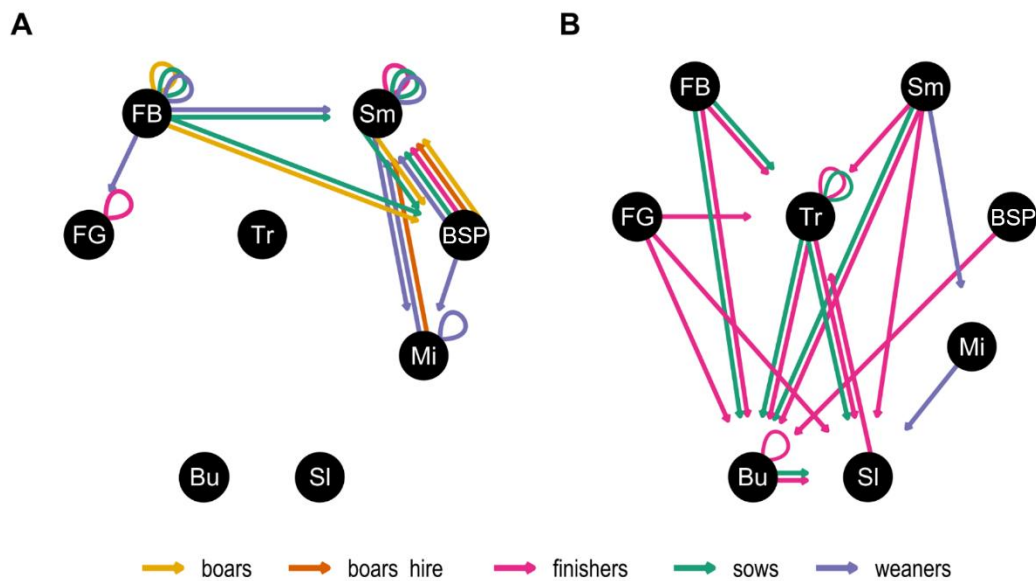 A
B
FB
Sm
FG
Tr
BSP
Mi
Bu
Sl
FB
Sm
FG
Tr
BSP
Mi
Bu
Sl
boars boars hire finishers sows weaners